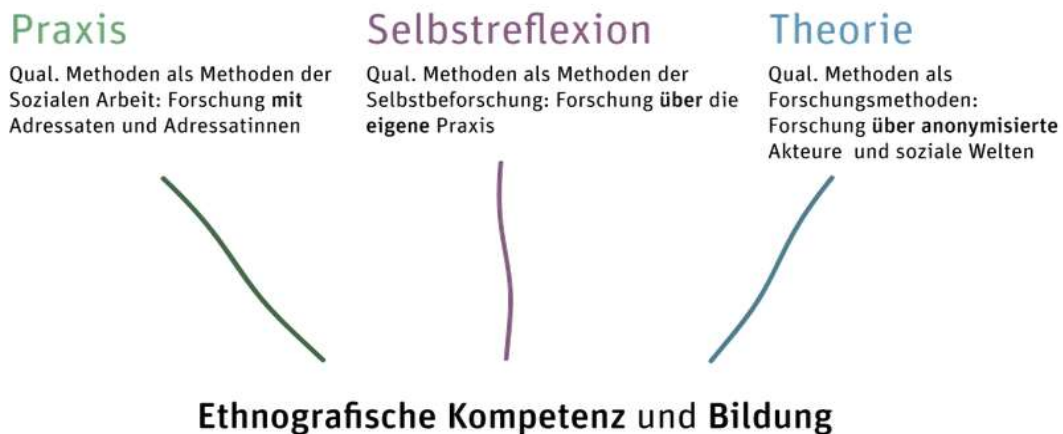 Praxis
Qual. Methoden als Methoden der
Sozialen Arbeit: Forschung mit
Adressaten und Adressatinnen
Selbstreflexion
Qual. Methoden als Methoden der
Selbstbeforschung: Forschung über die
eigene Praxis
Theorie
Qual. Methoden als
Forschungsmethoden:
Forschung über anonymisierte
Akteure und soziale Welten
Ethnografische Kompetenz und Bildung